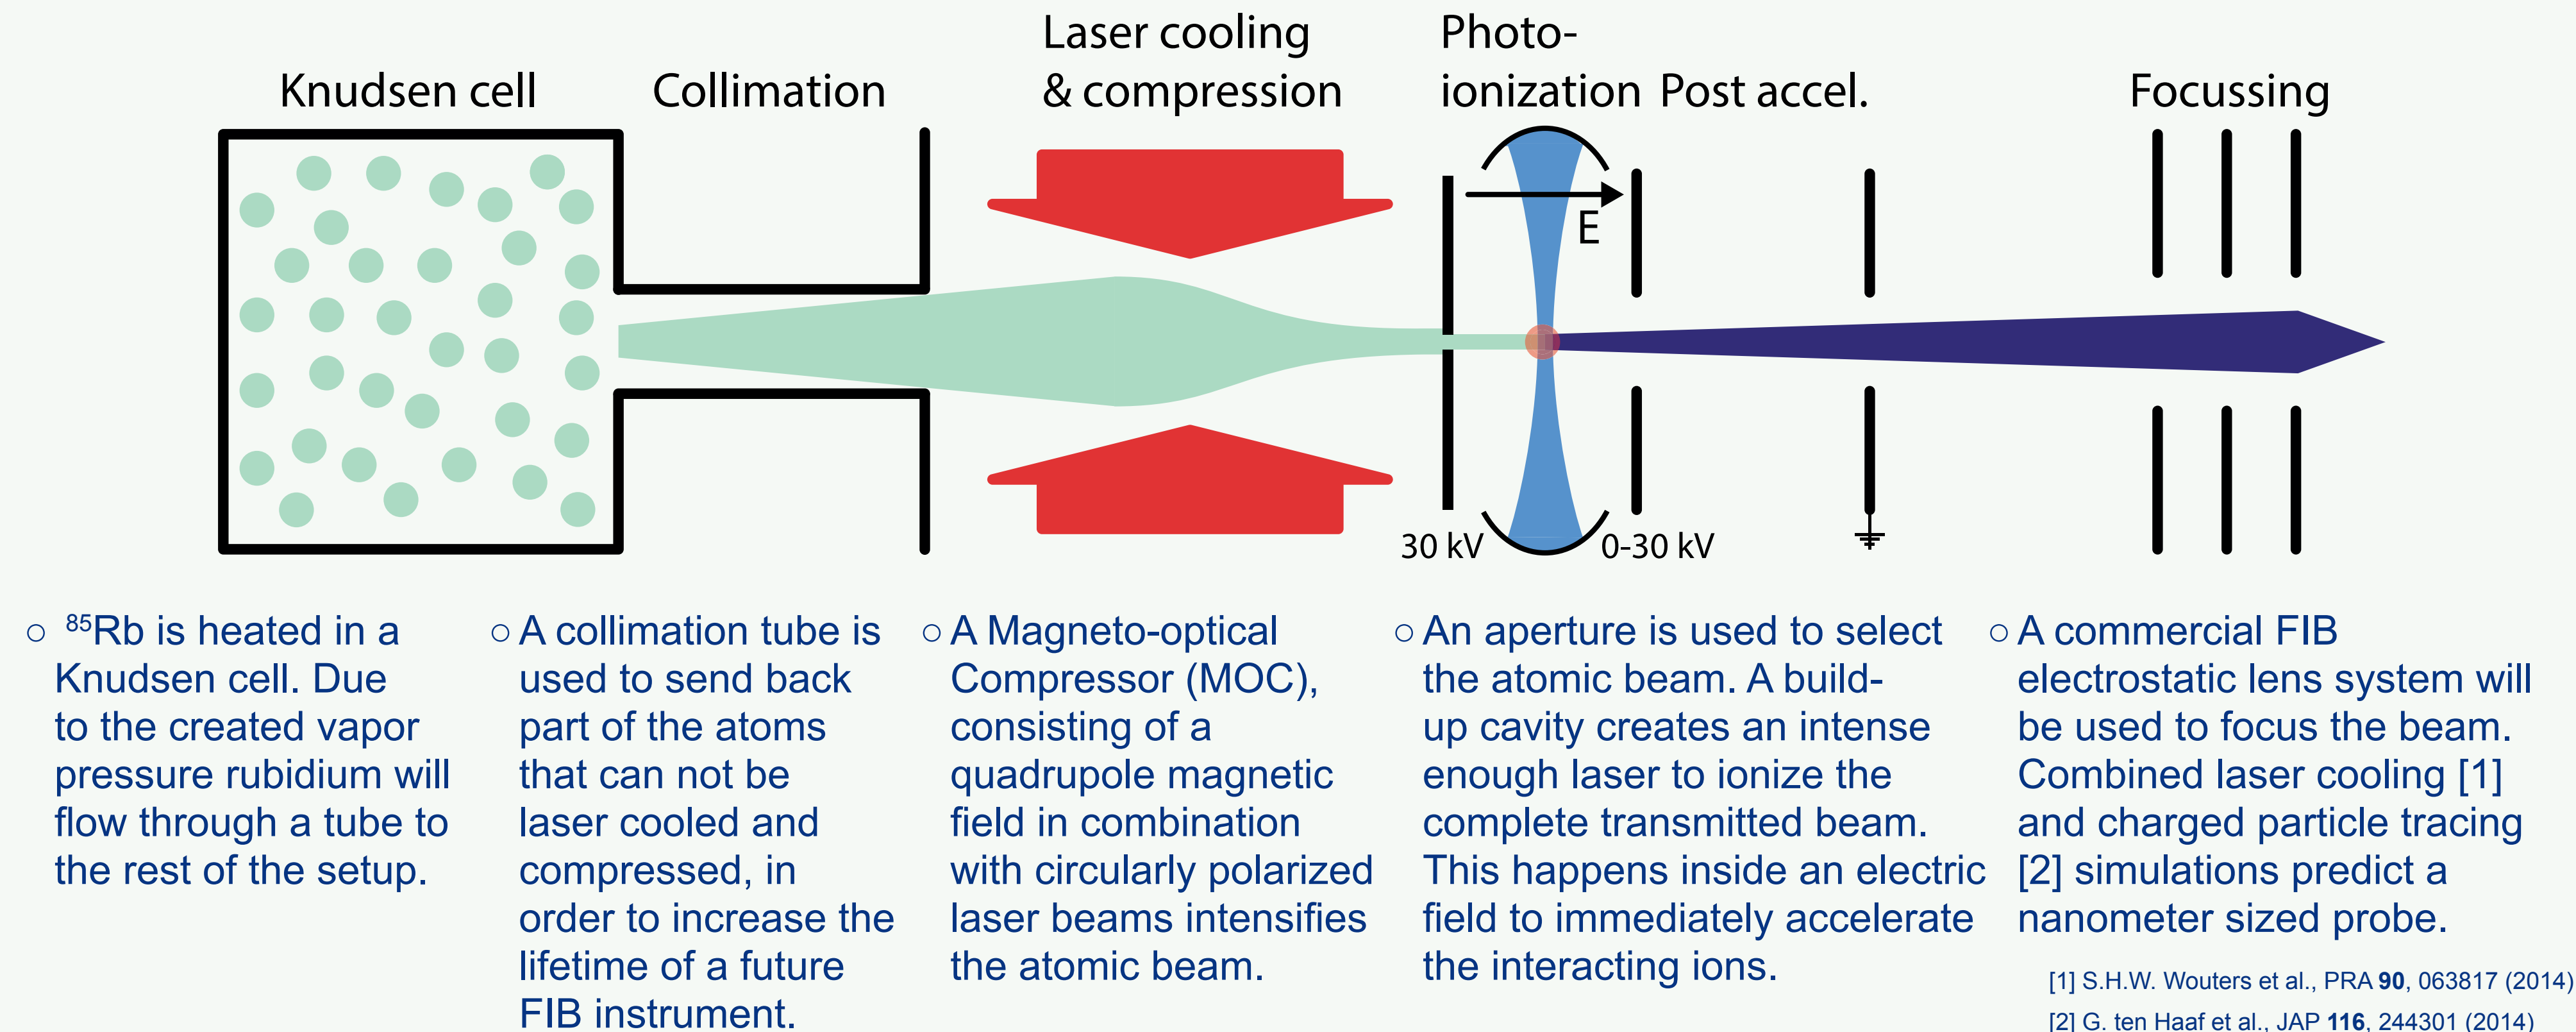 Knudsen cell
Collimation
Laser cooling
& compression
Photo-
ionization
Post accel.
Focussing
E
30 kV
0-30 kV
○ ⁸⁵Rb is heated in a
Knudsen cell. Due
to the created vapor
pressure rubidium will
flow through a tube to
the rest of the setup.
○ A collimation tube is
used to send back
part of the atoms
that can not be
laser cooled and
compressed, in
order to increase the
lifetime of a future
FIB instrument.
○ A Magneto-optical
Compressor (MOC),
consisting of a
quadrupole magnetic
field in combination
with circularly polarized
laser beams intensifies
the atomic beam.
○ An aperture is used to select
the atomic beam. A build-
up cavity creates an intense
enough laser to ionize the
complete transmitted beam.
This happens inside an electric
field to immediately accelerate
the interacting ions.
○ A commercial FIB
electrostatic lens system will
be used to focus the beam.
Combined laser cooling [1]
and charged particle tracing
[2] simulations predict a
nanometer sized probe.
[1] S.H.W. Wouters et al., PRA 90, 063817 (2014)
[2] G. ten Haaf et al., JAP 116, 244301 (2014)